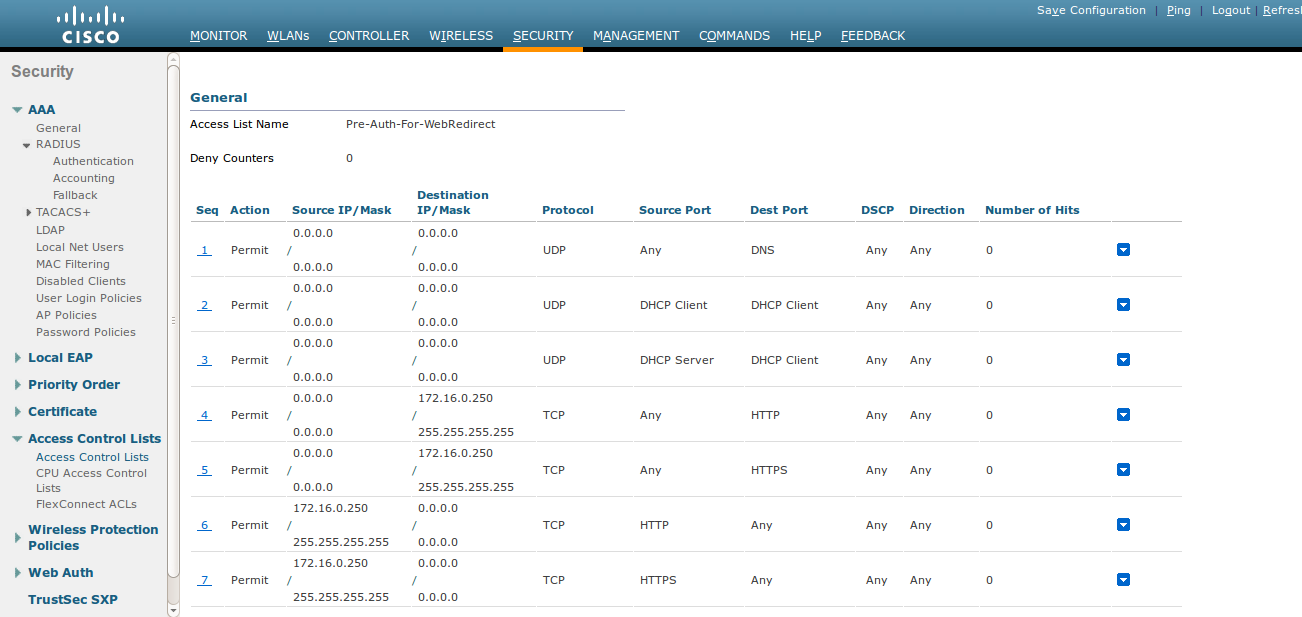 Save Configuration | Ping | Logout | Refresh
CISCO
MONITOR WLANs CONTROLLER WIRELESS SECURITY MANAGEMENT COMMANDS HELP FEEDBACK
Security
AAA
General
RADIUS
Authentication
Accounting
Fallback
TACACS+
LDAP
Local Net Users
MAC Filtering
Disabled Clients
User Login Policies
AP Policies
Password Policies
Local EAP
Priority Order
Certificate
Access Control Lists
Access Control Lists
CPU Access Control
Lists
FlexConnect ACLs
Wireless Protection
Policies
Web Auth
TrustSec SXP
General
Access List Name Pre-Auth-For-WebRedirect
Deny Counters 0
Destination
Seq Action Source IP/Mask IP/Mask Protocol Source Port Dest Port DSCP Direction Number of Hits
0.0.0.0 0.0.0.0
1 Permit / / UDP Any DNS Any Any 0
0.0.0.0 0.0.0.0
0.0.0.0 0.0.0.0
2 Permit / / UDP DHCP Client DHCP Client Any Any 0
0.0.0.0 0.0.0.0
0.0.0.0 0.0.0.0
3 Permit / / UDP DHCP Server DHCP Client Any Any 0
0.0.0.0 0.0.0.0
0.0.0.0 172.16.0.250
4 Permit / / TCP Any HTTP Any Any 0
0.0.0.0 255.255.255.255
0.0.0.0 172.16.0.250
5 Permit / / TCP Any HTTPS Any Any 0
0.0.0.0 255.255.255.255
172.16.0.250 0.0.0.0
6 Permit / / TCP HTTP Any Any Any 0
255.255.255.255 0.0.0.0
172.16.0.250 0.0.0.0
7 Permit / / TCP HTTPS Any Any Any 0
255.255.255.255 0.0.0.0